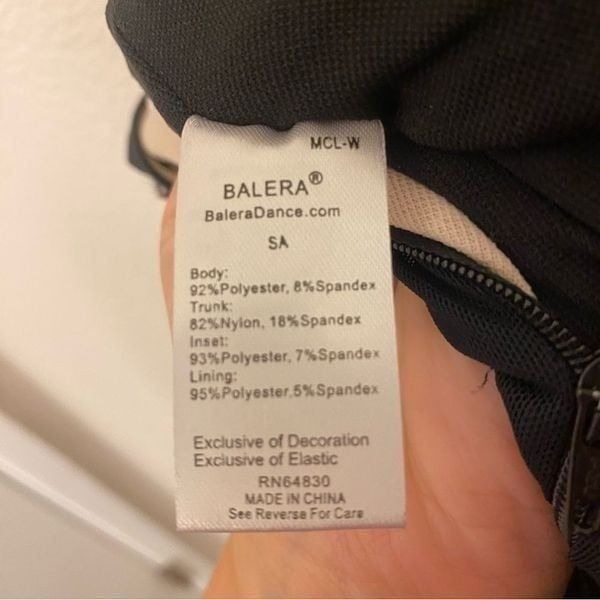 MCL-W
BALERA®
BaleraDance.com
SA
Body:
92%Polyester, 8%Spandex
Trunk:
82%Nylon, 18%Spandex
Inset:
93%Polyester, 7%Spandex
Lining:
95%Polyester,5%Spandex
Exclusive of Decoration
Exclusive of Elastic
RN64830
MADE IN CHINA
See Reverse For Care